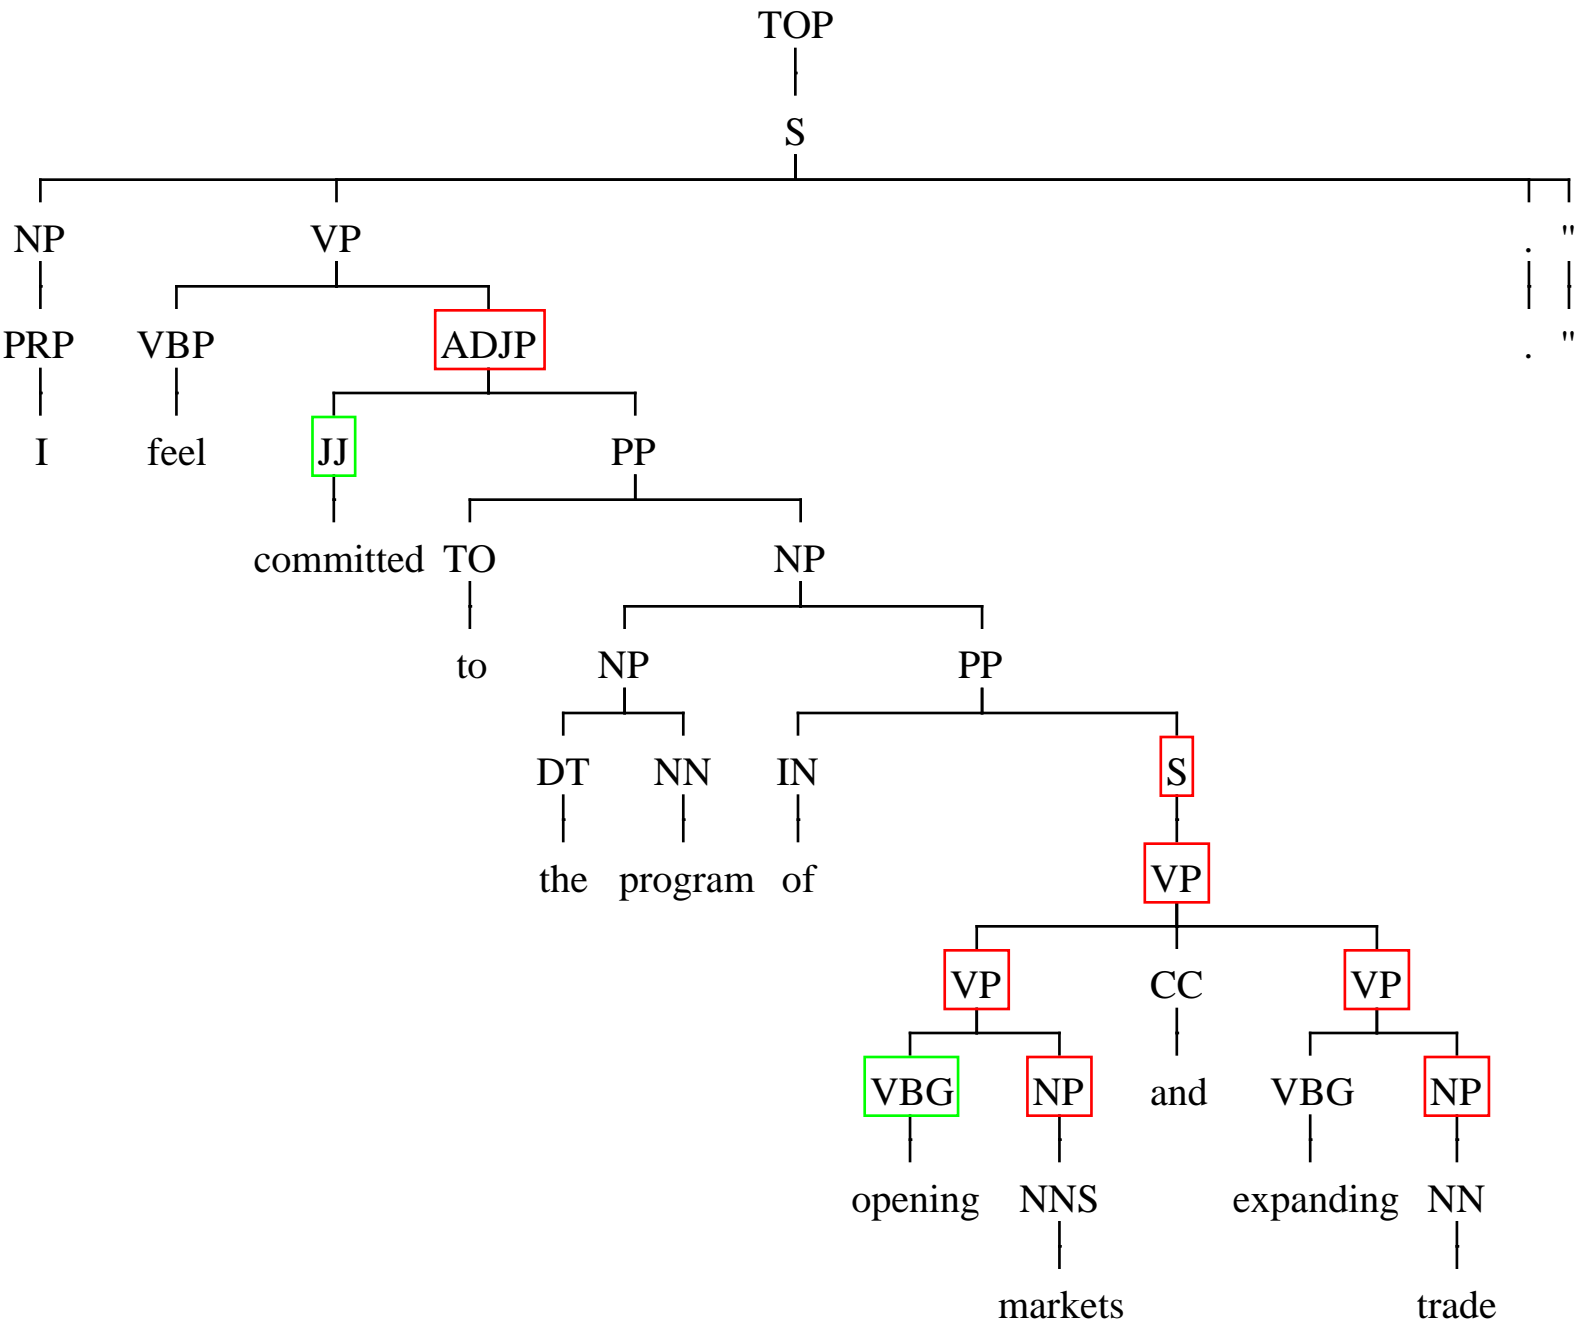 TOP
S
NP VP . "
PRP VBP ADJP . "
I feel JJ PP
committed TO NP
to NP PP
DT NN IN S
the program of VP
VP CC VP
VBG NP and VBG NP
opening NNS expanding NN
markets trade